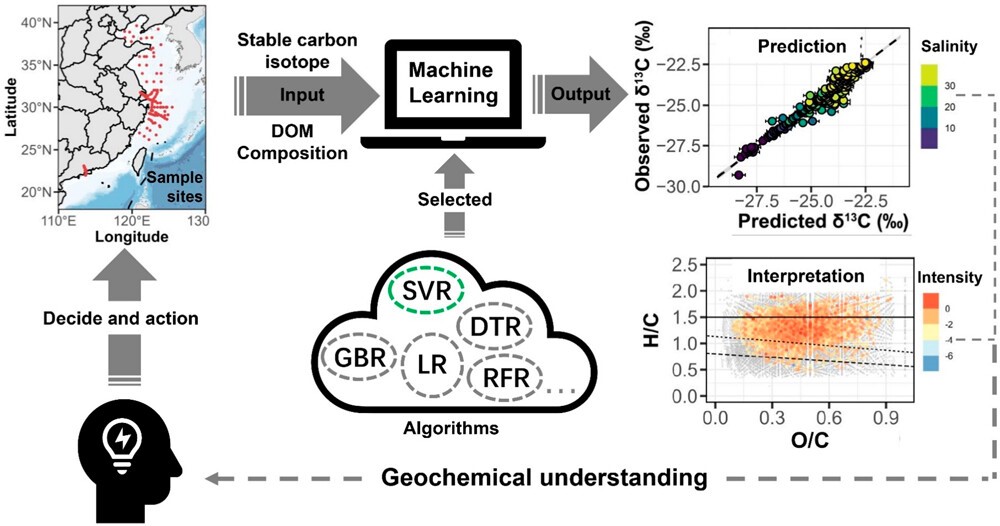 40°N
35°N
30°N
25°N
20°N
Latitude
110°E
120°E
130
Longitude
Sample
sites
Stable carbon
isotope
Input
DOM
Composition
Machine
Learning
Output
Selected
SVR
DTR
GBR
LR
RFR
....
Algorithms
Prediction
Observed δ¹³C (‰)
−22.5
−25.0
−27.5
−30.0
−27.5
−25.0
−22.5
Predicted δ¹³C (‰)
Salinity
30
20
10
Interpretation
H/C
2.5
2.0
1.5
1.0
0.5
0.0
0.0
0.3
0.6
0.9
O/C
Intensity
0
-2
-4
-6
Decide and action
Geochemical understanding